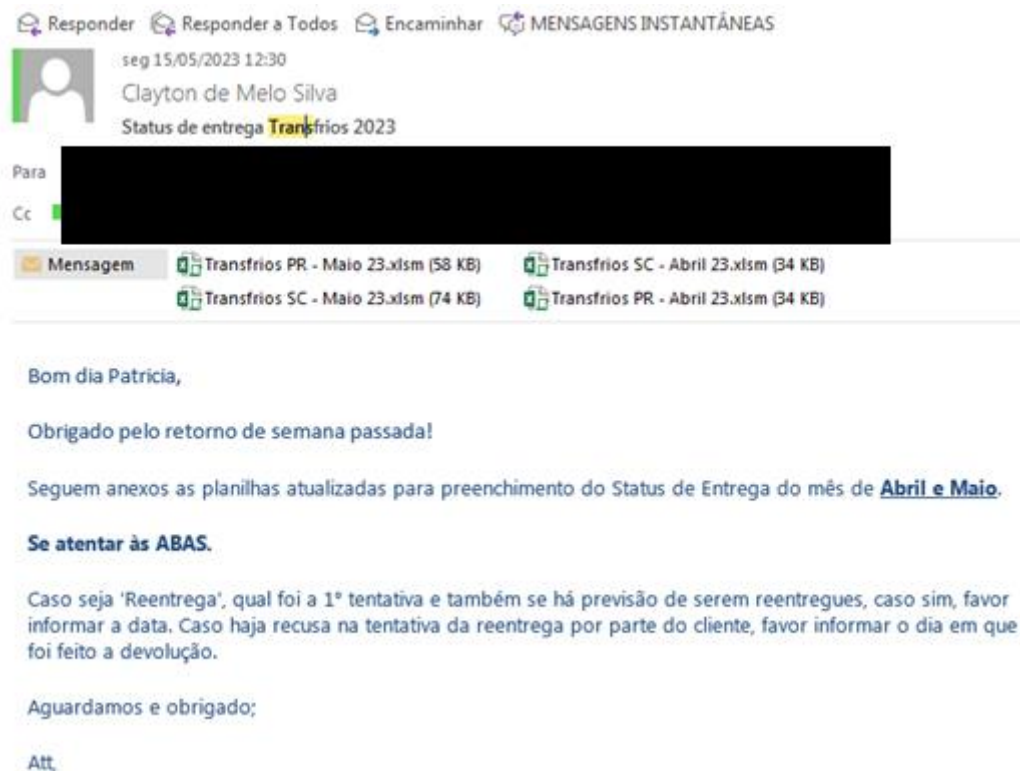 Responder Responder a Todos Encaminhar MENSAGENS INSTANTÂNEAS
seg 15/05/2023 12:30
Clayton de Melo Silva
Status de entrega Transfrios 2023
Para
Cc
Mensagem Transfrios PR - Maio 23.xlsm (58 KB) Transfrios SC - Abril 23.xlsm (34 KB)
Transfrios SC - Maio 23.xlsm (74 KB) Transfrios PR - Abril 23.xlsm (34 KB)
Bom dia Patricia,
Obrigado pelo retorno de semana passada!
Seguem anexos as planilhas atualizadas para preenchimento do Status de Entrega do mês de Abril e Maio.
Se atentar às ABAS.
Caso seja 'Reentrega', qual foi a 1° tentativa e também se há previsão de serem reentregues, caso sim, favor
informar a data. Caso haja recusa na tentativa da reentrega por parte do cliente, favor informar o dia em que
foi feito a devolução.
Aguardamos e obrigado;
Att,